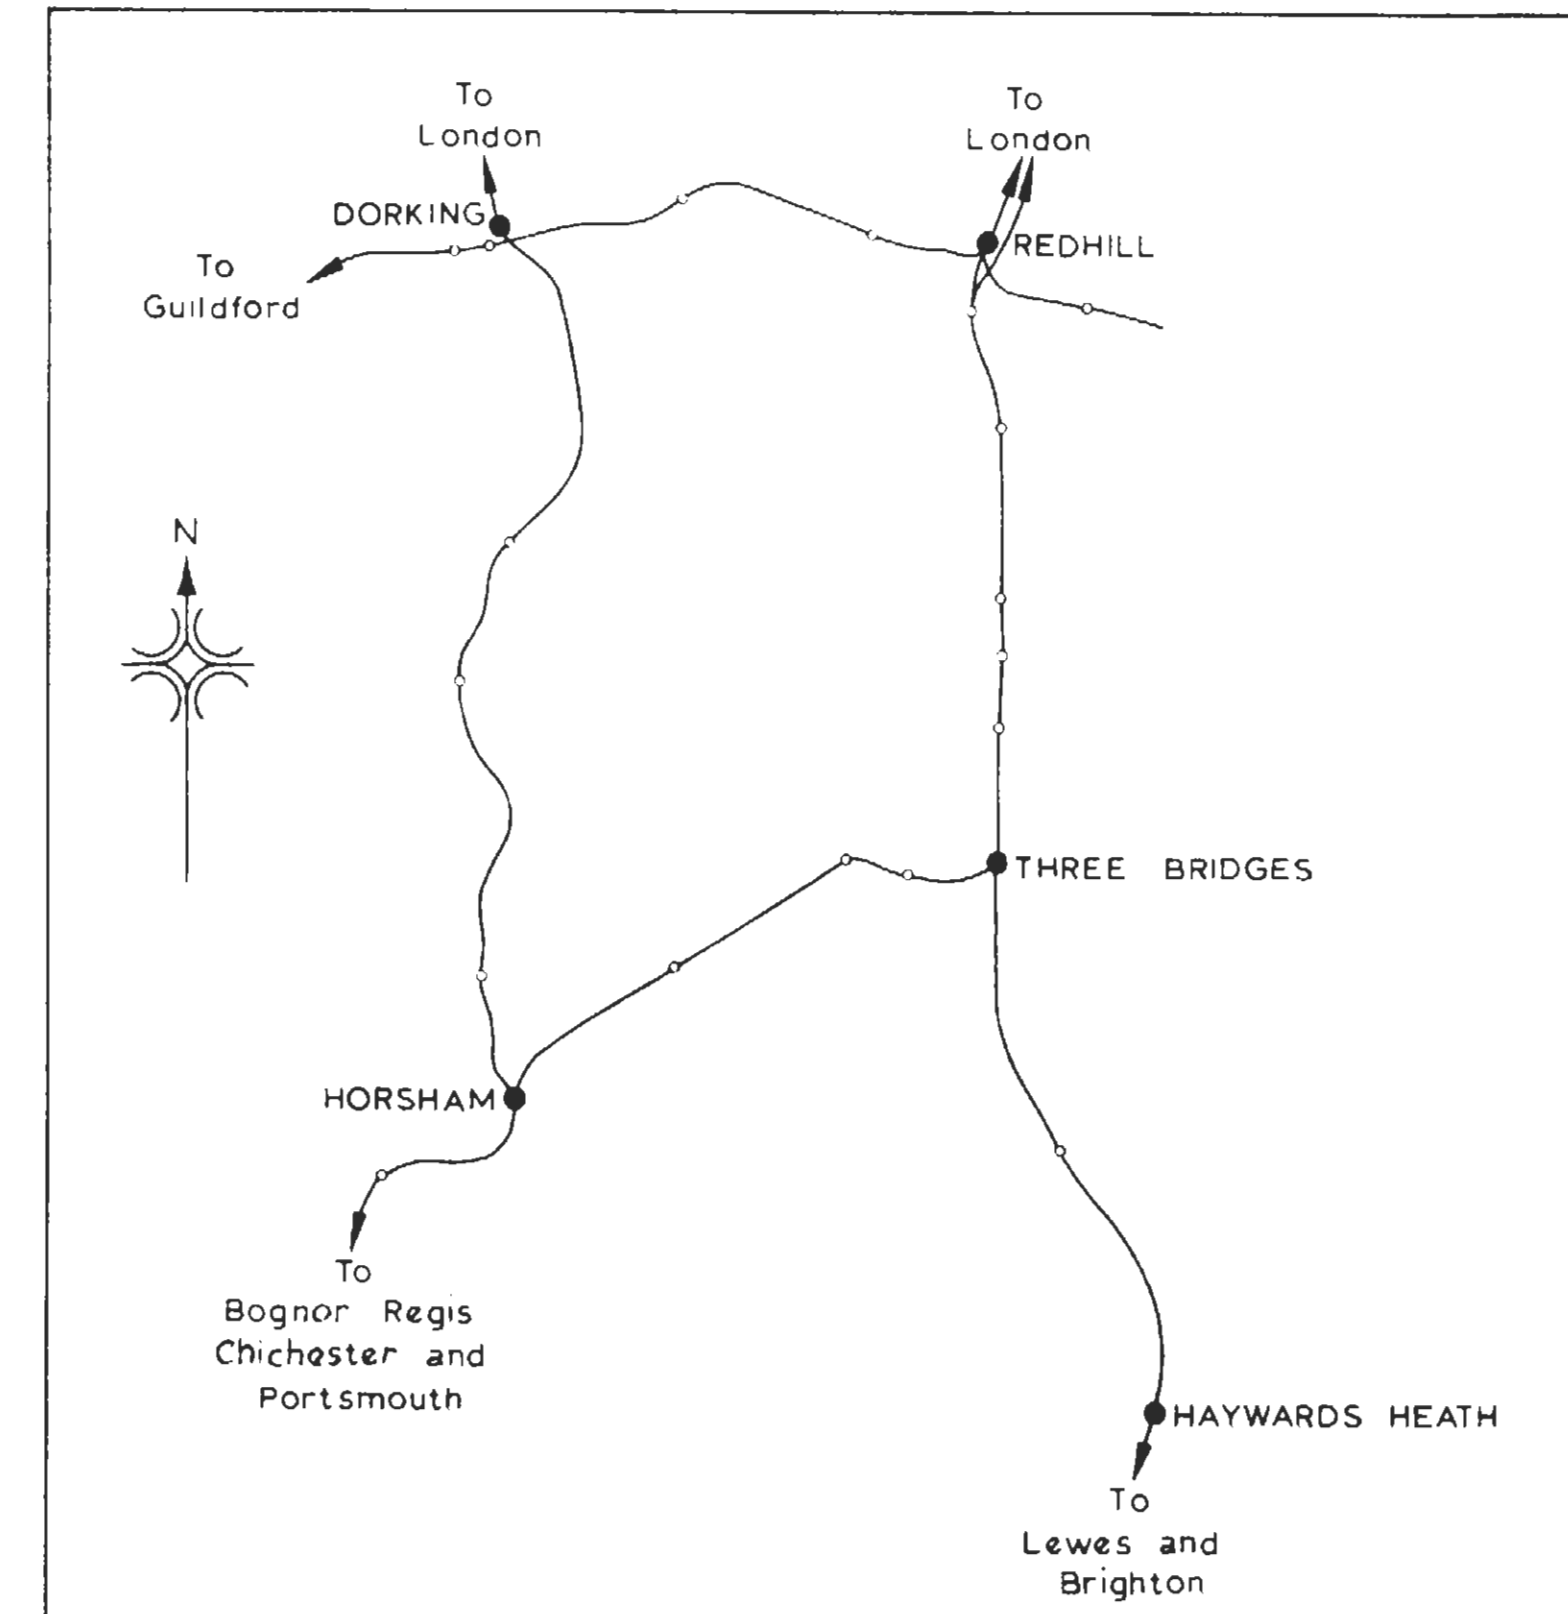 To
London
To
London
DORKING
REDHILL
To
Guildford
N
THREE BRIDGES
HORSHAM
To
Bognor Regis
Chichester and
Portsmouth
HAYWARDS HEATH
To
Lewes and
Brighton